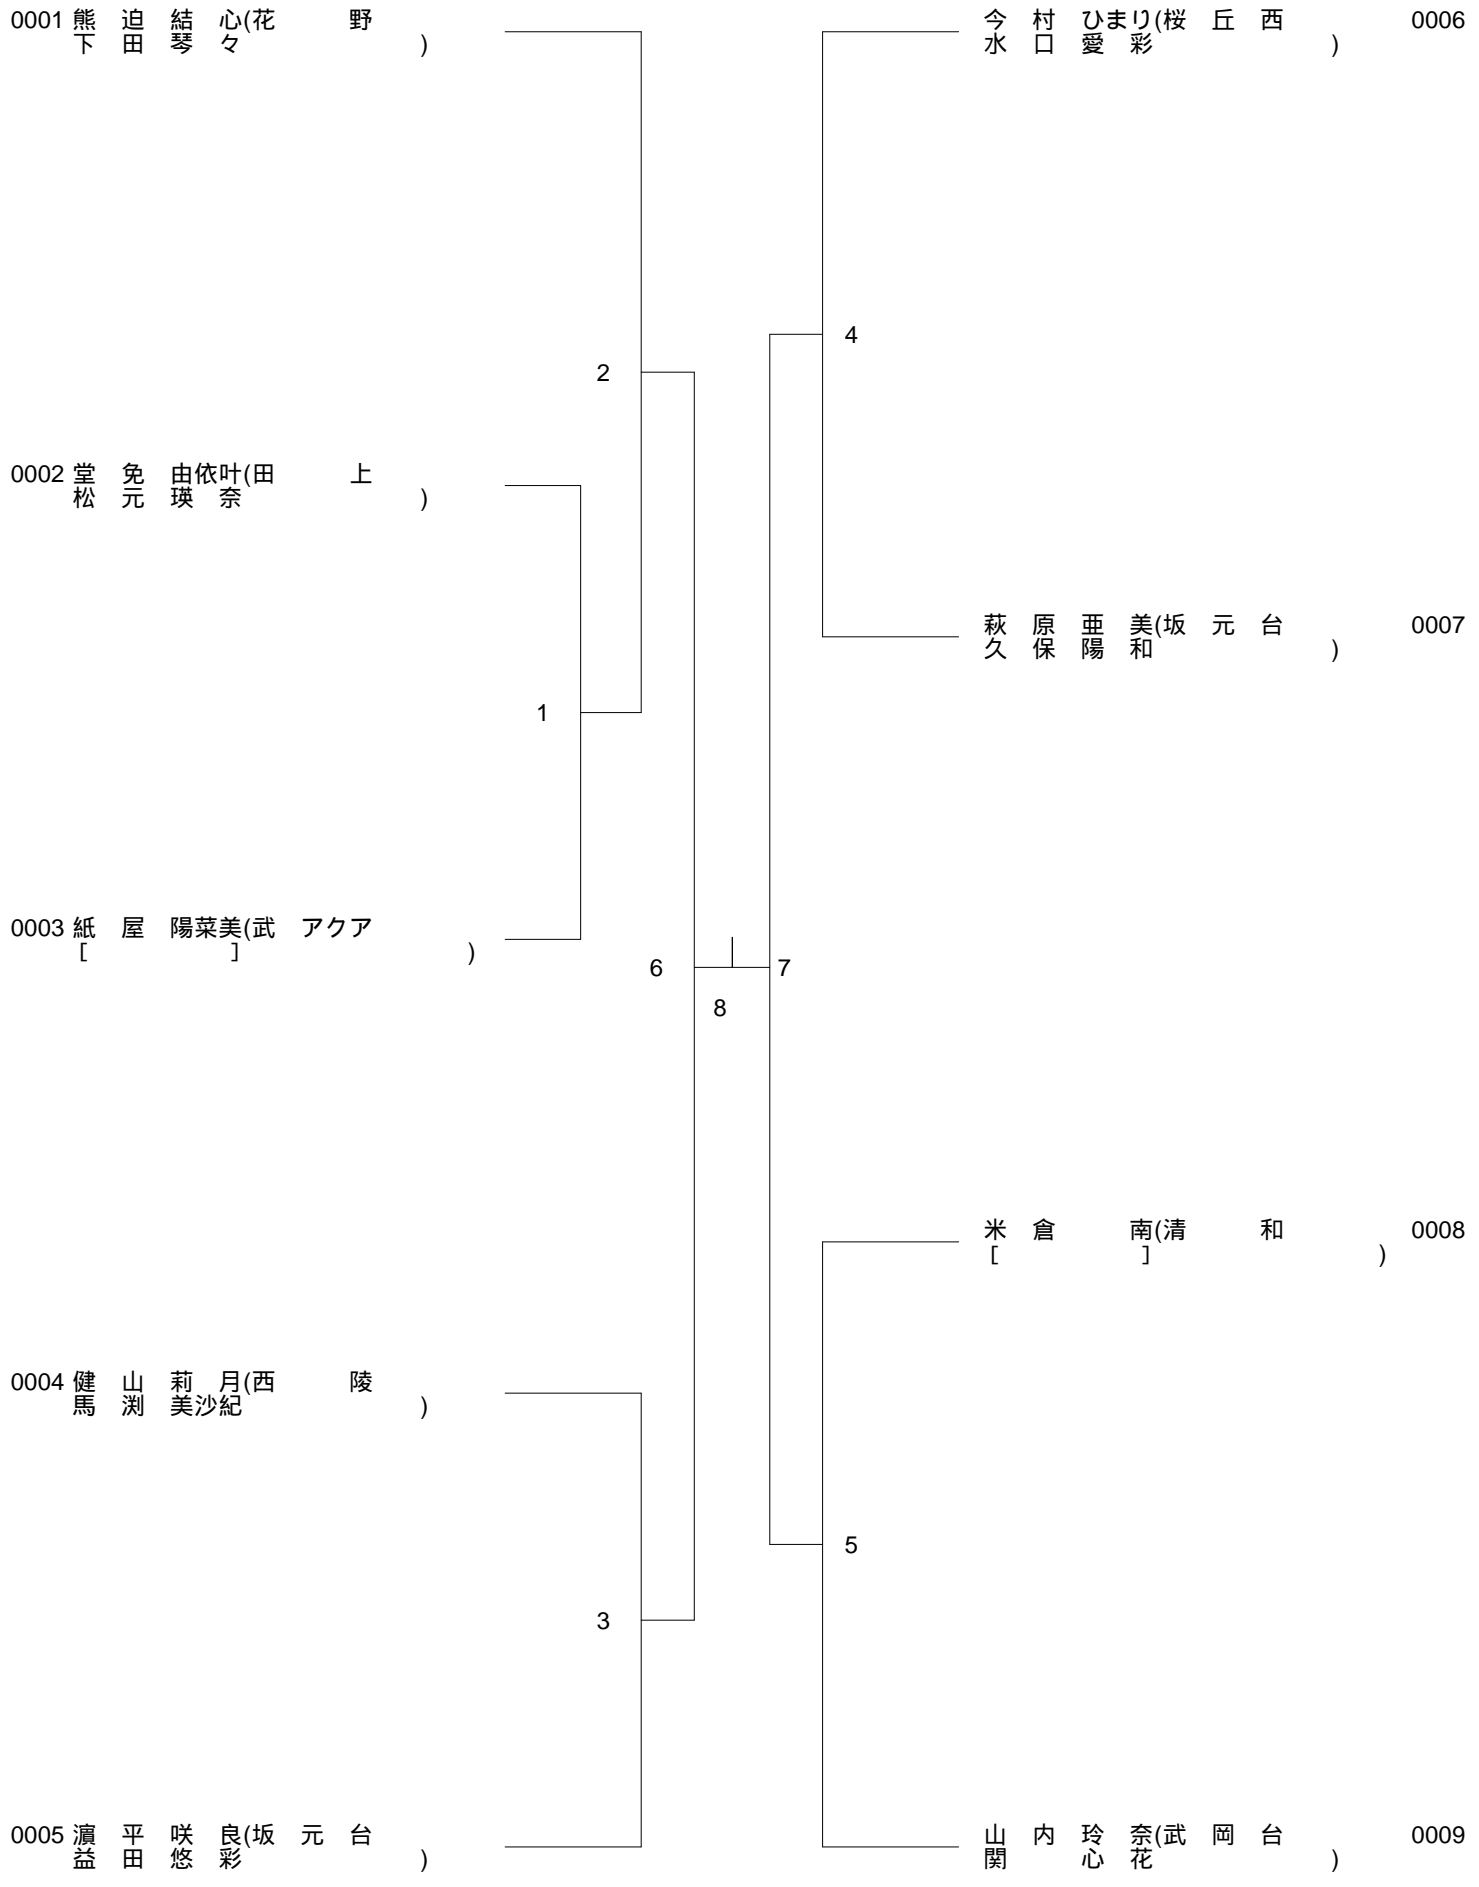 0001 熊　迫　結　心(花　　　野
下　田　琴　々　　　　　　　)
2
0002 堂　免　由依叶(田　　　上
松　元　瑛　奈　　　　　　　)
1
0003 紙　屋　陽菜美(武　アクア
[　　　　　　]　　　　　　　　　)
6
8
0004 健　山　莉　月(西　　　陵
馬　渕　美沙紀　　　　　　　)
3
0005 濵　平　咲　良(坂　元　台
益　田　悠　彩　　　　　　　)
今　村　ひまり(桜　丘　西　　0006
水　口　愛　彩　　　　　　　)
4
萩　原　亜　美(坂　元　台　　0007
久　保　陽　和　　　　　　　)
7
米　倉　　　南(清　　　和　　0008
[　　　　　　]　　　　　　　　　)
5
山　内　玲　奈(武　岡　台　　0009
関　　　心　花　　　　　　　)